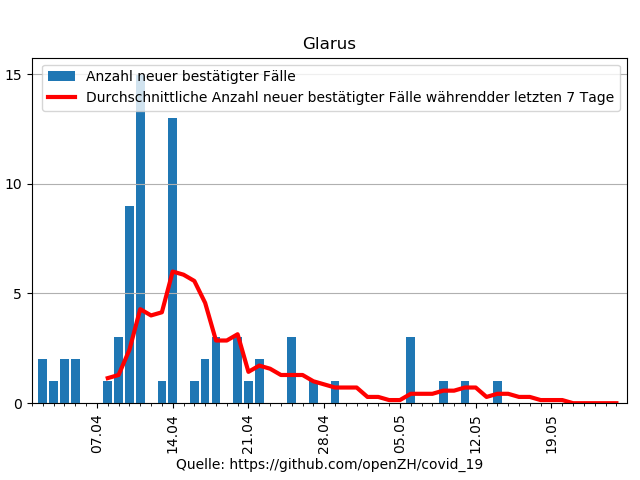 Glarus
Anzahl neuer bestätigter Fälle
Durchschnittliche Anzahl neuer bestätigter Fälle währendder letzten 7 Tage
15
10
5
0
07.04
14.04
21.04
28.04
05.05
12.05
19.05
Quelle: https://github.com/openZH/covid_19